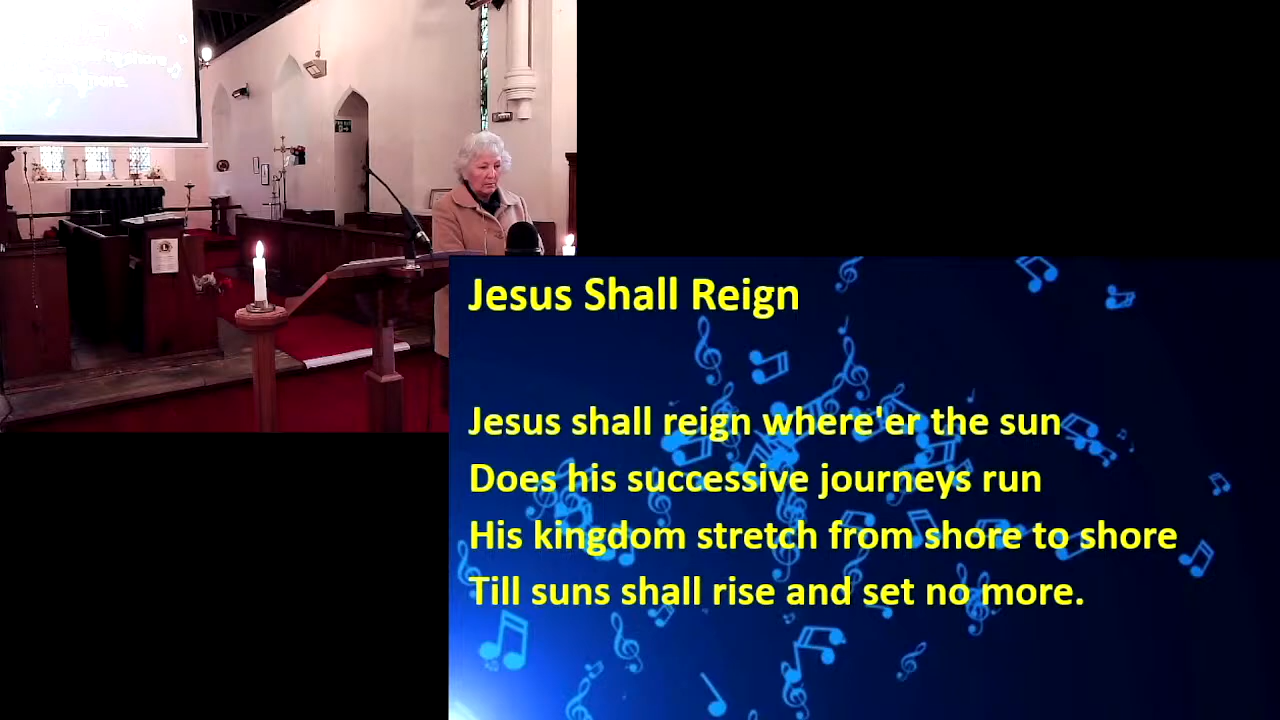 Jesus Shall Reign
Jesus shall reign where'er the sun
Does his successive journeys run
His kingdom stretch from shore to shore
Till suns shall rise and set no more.